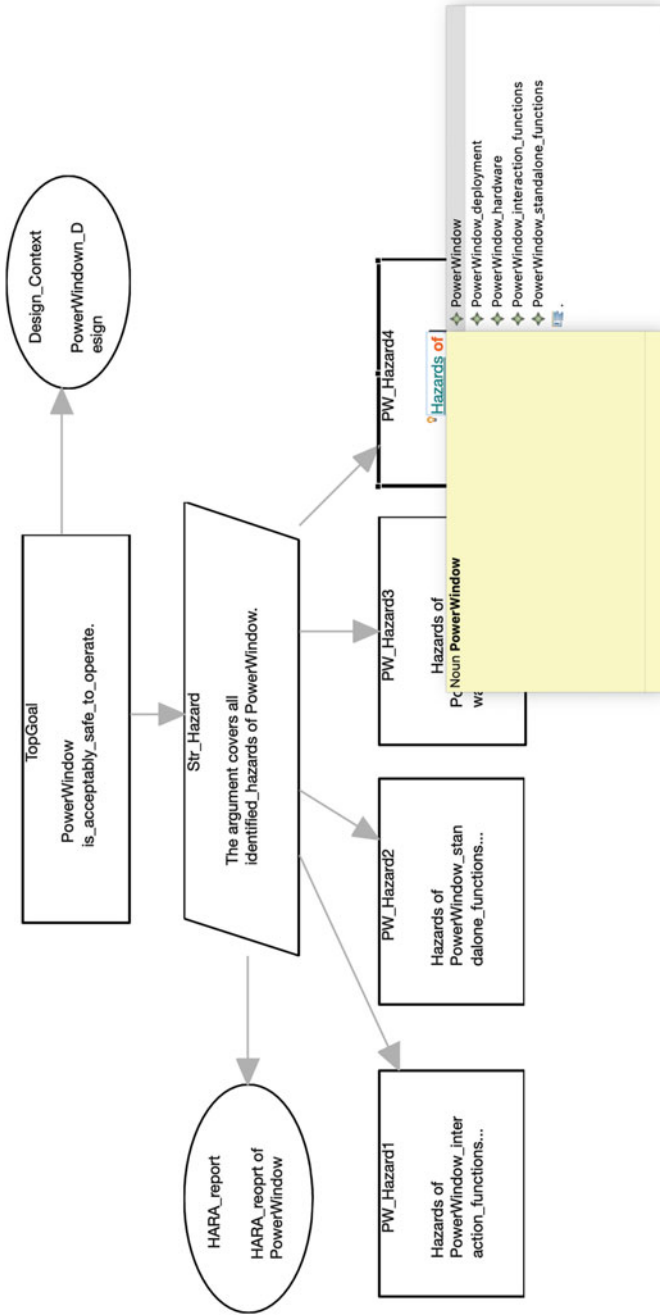 TopGoal
PowerWindow
is_acceptably_safe_to_operate.
Design_Context
PowerWindown_D
esign
Str_Hazard
The argument covers all
identified_hazards of PowerWindow.
HARA_report
HARA_reoprt of
PowerWindow
PW_Hazard1
Hazards of
PowerWindow_inter
action_functions...
PW_Hazard2
Hazards of
PowerWindow_stan
dalone_functions...
PW_Hazard3
Hazards of
PW_Hazard4
Hazards of
Noun PowerWindow
PowerWindow
PowerWindow_deployment
PowerWindow_hardware
PowerWindow_interaction_functions
PowerWindow_standalone_functions
.